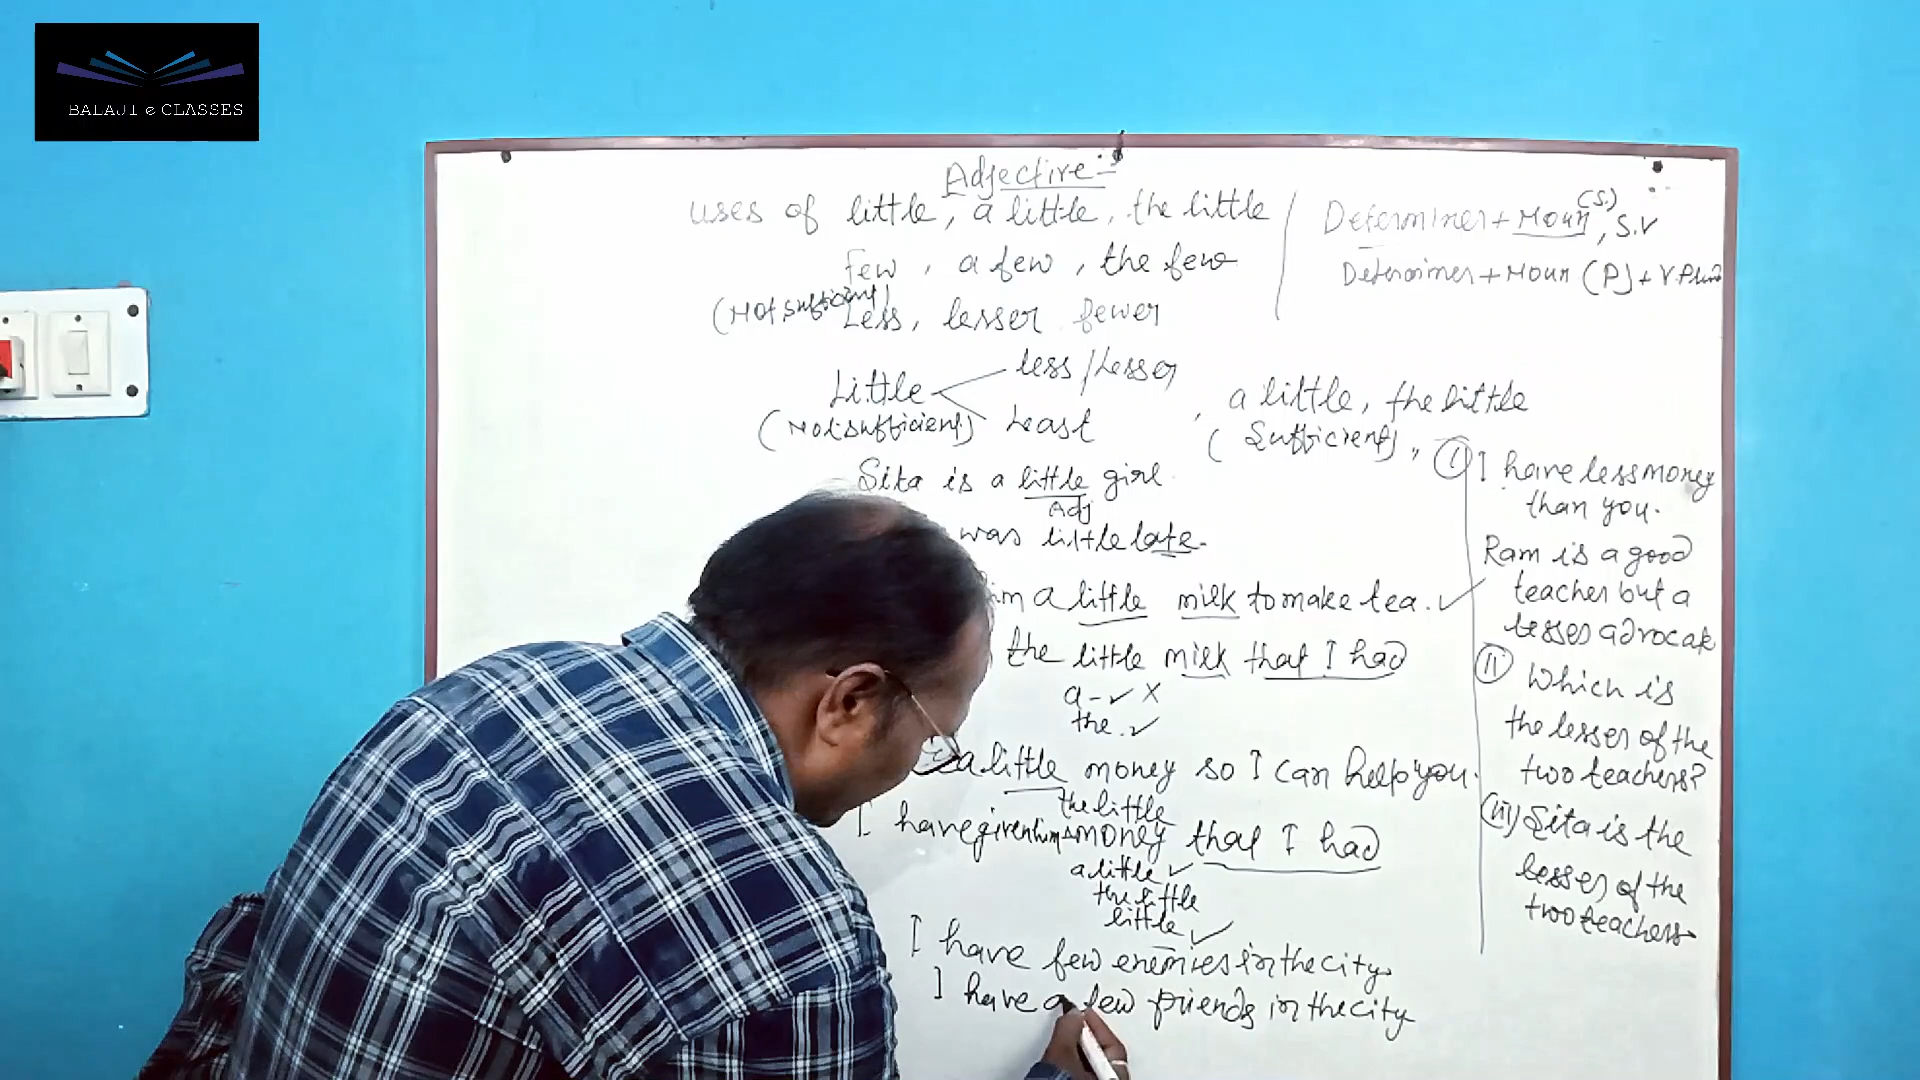 BALAJI e CLASSES
Adjective:-
uses of little, a little, the little
few, a few, the few
(Not sufficient)
Less, lesser fewer
Determiner + Noun (S.), S.V
Determiner + Noun (P) + V.
Little
less / Lesser
Least
(Not sufficient)
, a little, the little
(Sufficient),
Sita is a little girl.
Adj
was little late.
a little milk to make tea. ✓
the little milk that I had
a - ✓ X
the. ✓
a little money so I can help you.
the little
I have given him money that I had
a little ✓
the little
little ✓
I have few enemies in the city.
I have a few friends in the city
(i) I have less money
than you.
Ram is a good
teacher but a
lesser advocate
(ii) Which is
the lesser of the
two teachers?
(iii) Sita is the
lesser of the
two teachers